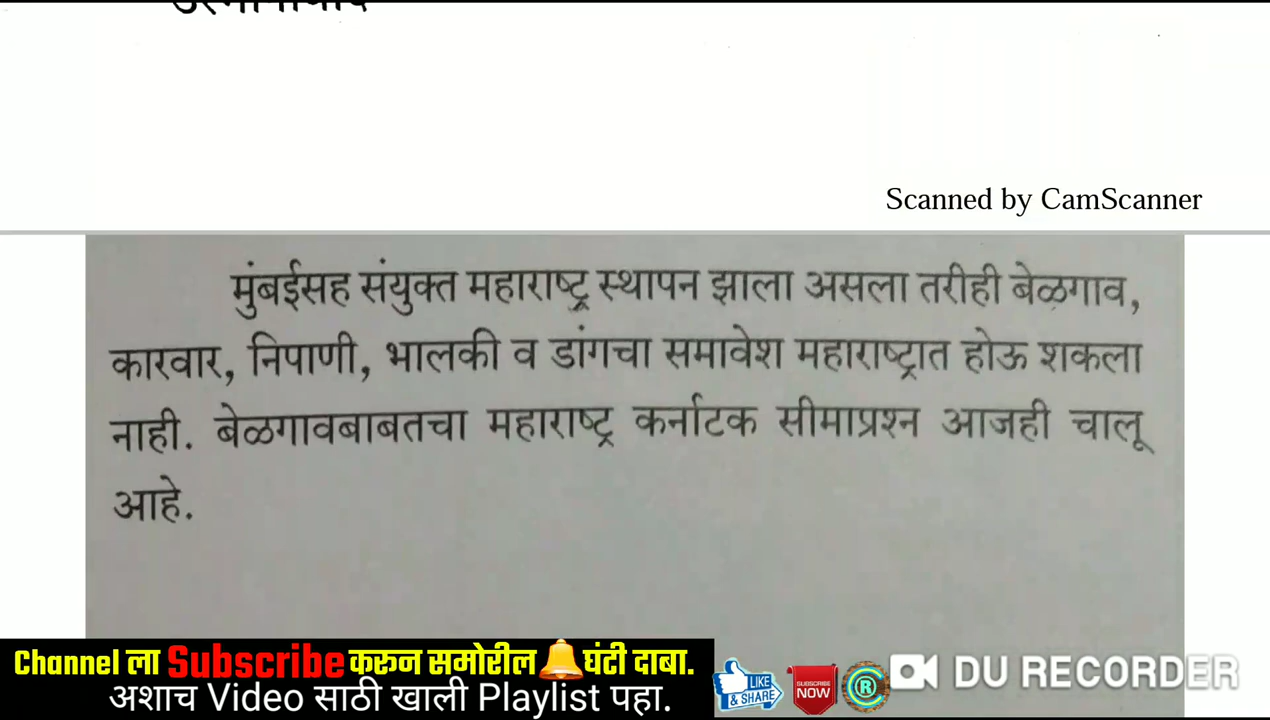 Scanned by CamScanner
मुंबईसह संयुक्त महाराष्ट्र स्थापन झाला असला तरीही बेळगाव,
कारवार, निपाणी, भालकी व डांगचा समावेश महाराष्ट्रात होऊ शकला
नाही. बेळगावबाबतचा महाराष्ट्र कर्नाटक सीमाप्रश्न आजही चालू
आहे.
Channel ला Subscribe करून समोरील घंटी दाबा.
अशाच Video साठी खाली Playlist पहा.
LIKE
& SHARE
SUBSCRIBE
NOW
R
DU RECORDER